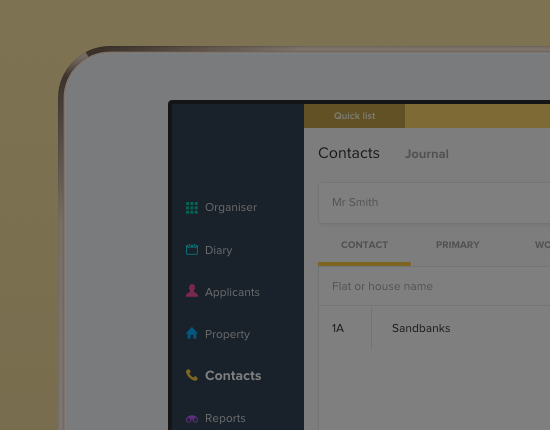 Quick list
Contacts Journal
Organiser
Mr Smith
Diary
CONTACT PRIMARY WO
Applicants
Flat or house name
Property
1A Sandbanks
Contacts
Reports